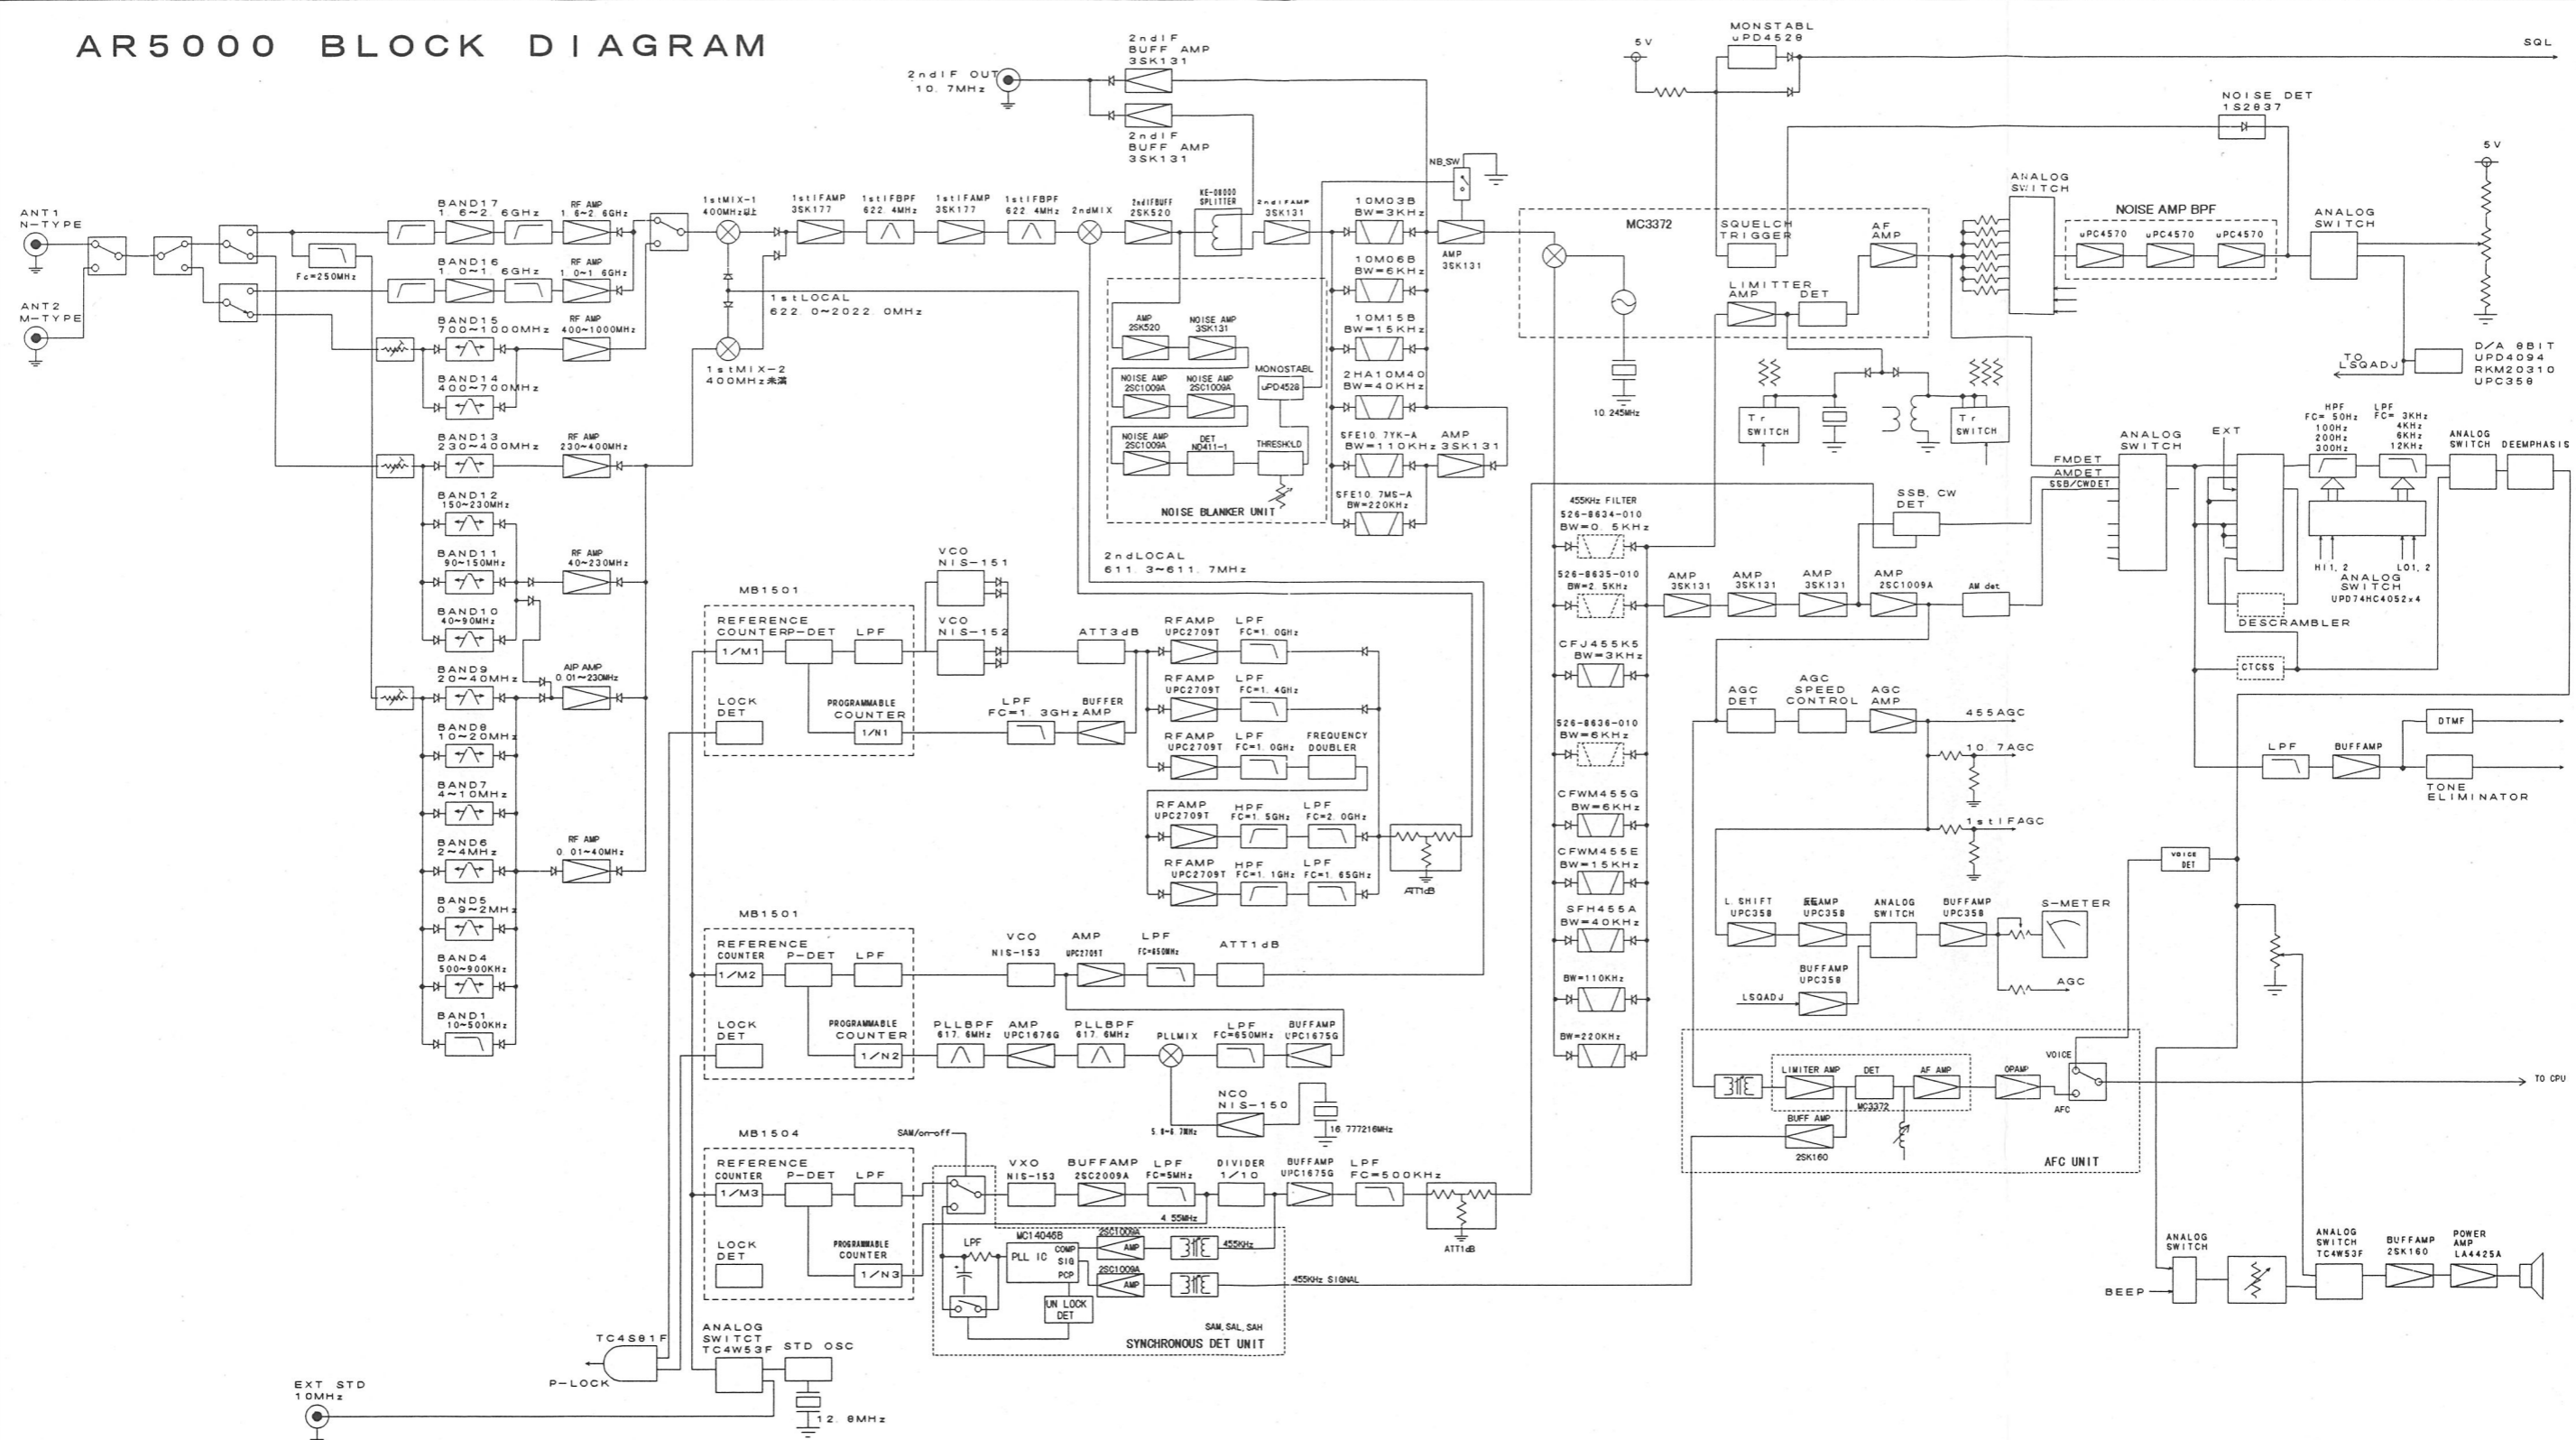 AR5000 BLOCK DIAGRAM
ANT1
N-TYPE
ANT2
M-TYPE
Fc=250MHz
BAND17
1. 6~2. 6GHz
RF AMP
1. 6~2. 6GHz
BAND16
1. 0~1. 6GHz
RF AMP
1. 0~1. 6GHz
BAND15
700~1000MHz
RF AMP
400~1000MHz
BAND14
400~700MHz
BAND13
230~400MHz
RF AMP
230~400MHz
BAND12
150~230MHz
BAND11
90~150MHz
RF AMP
40~230MHz
BAND10
40~90MHz
BAND9
20~40MHz
AIP AMP
0.01~230MHz
BAND8
10~20MHz
BAND7
4~10MHz
BAND6
2~4MHz
RF AMP
0. 01~40MHz
BAND5
0. 9~2MHz
BAND4
500~900KHz
BAND1
10~500KHz
1stMIX-1
400MHz以上
1stIFAMP
3SK177
1stIFBPF
622. 4MHz
1stIFAMP
3SK177
1stIFBPF
622. 4MHz
2ndMIX
2ndIFBUFF
2SK520
KE-08000
SPLITTER
2ndIFAMP
3SK131
1stLOCAL
622. 0~2022. 0MHz
1stMIX-2
400MHz未満
2ndIF OUT
10. 7MHz
2ndIF
BUFF AMP
3SK131
2ndIF
BUFF AMP
3SK131
NB_SW
AMP
2SK520
NOISE AMP
3SK131
NOISE AMP
2SC1009A
NOISE AMP
2SC1009A
MONOSTABL
uPD4528
NOISE AMP
2SC1009A
DET
ND411-1
THRESHOLD
NOISE BLANKER UNIT
10M03B
BW=3KHz
AMP
3SK131
10M06B
BW=6KHz
10M15B
BW=15KHz
2HA10M40
BW=40KHz
SFE10. 7YK-A
BW=110KHz
AMP
3SK131
SFE10. 7MS-A
BW=220KHz
2ndLOCAL
611. 3~611. 7MHz
5V
MONSTABL
uPD4528
SQL
NOISE DET
1S2837
MC3372
SQUELCH
TRIGGER
AF
AMP
LIMITTER
AMP
DET
10. 245MHz
ANALOG
SWITCH
NOISE AMP BPF
uPC4570
uPC4570
uPC4570
ANALOG
SWITCH
5V
TO
LSQADJ
D/A 8BIT
UPD4094
RKM20310
UPC358
Tr
SWITCH
Tr
SWITCH
455KHz FILTER
526-8634-010
BW=0. 5KHz
526-8635-010
BW=2. 5KHz
CFJ455K5
BW=3KHz
526-8636-010
BW=6KHz
CFWM455G
BW=6KHz
CFWM455E
BW=15KHz
SFH455A
BW=40KHz
BW=110KHz
BW=220KHz
AMP
3SK131
AMP
3SK131
AMP
3SK131
AMP
2SC1009A
AM det
SSB, CW
DET
FMDET
AMDET
SSB/CWDET
ANALOG
SWITCH
EXT
HPF
FC= 50Hz
100Hz
200Hz
300Hz
LPF
FC= 3KHz
4KHz
6KHz
12KHz
ANALOG
SWITCH
DEEMPHASIS
HI1, 2
LO1, 2
ANALOG
SWITCH
UPD74HC4052x4
DESCRAMBLER
CTCSS
DTMF
LPF
BUFFAMP
TONE
ELIMINATOR
AGC
DET
AGC
SPEED
CONTROL
AGC
AMP
455AGC
10. 7AGC
1stIFAGC
VOICE
DET
L. SHIFT
UPC358
UPC358
ANALOG
SWITCH
BUFFAMP
UPC358
S-METER
BUFFAMP
UPC358
LSQADJ
AGC
LIMITER AMP
DET
AF AMP
OPAMP
VOICE
AFC
TO CPU
MC3372
BUFF AMP
2SK160
AFC UNIT
MB1501
REFERENCE
COUNTER
P-DET
LPF
1/M1
LOCK
DET
PROGRAMMABLE
COUNTER
1/N1
VCO
NIS-151
VCO
NIS-152
ATT3dB
LPF
FC=1. 3GHz
BUFFER
AMP
RFAMP
UPC2709T
LPF
FC=1. 0GHz
RFAMP
UPC2709T
LPF
FC=1. 4GHz
RFAMP
UPC2709T
LPF
FC=1. 0GHz
FREQUENCY
DOUBLER
RFAMP
UPC2709T
HPF
FC=1. 5GHz
LPF
FC=2. 0GHz
RFAMP
UPC2709T
HPF
FC=1. 1GHz
LPF
FC=1. 65GHz
ATT1dB
MB1501
REFERENCE
COUNTER
P-DET
LPF
1/M2
LOCK
DET
PROGRAMMABLE
COUNTER
1/N2
VCO
NIS-153
AMP
UPC2709T
LPF
FC=650MHz
ATT1dB
PLLBPF
617. 6MHz
AMP
UPC1676G
PLLBPF
617. 6MHz
PLLMIX
LPF
FC=650MHz
BUFFAMP
UPC1675G
NCO
NIS-150
16. 777216MHz
MB1504
REFERENCE
COUNTER
P-DET
LPF
1/M3
LOCK
DET
PROGRAMMABLE
COUNTER
1/N3
SAM/on-off
VXO
NIS-153
BUFFAMP
2SC2009A
LPF
FC=5MHz
DIVIDER
1/10
BUFFAMP
UPC1675G
LPF
FC=500KHz
4. 55MHz
ATT1dB
LPF
MC14046B
PLL IC
COMP
SIG
PCP
2SC1009A
AMP
455KHz
2SC1009A
AMP
455KHz SIGNAL
UN LOCK
DET
SAM, SAL, SAH
SYNCHRONOUS DET UNIT
TC4S81F
P-LOCK
ANALOG
SWITCT
TC4W53F
STD OSC
12. 8MHz
EXT STD
10MHz
ANALOG
SWITCH
BEEP
ANALOG
SWITCH
TC4W53F
BUFFAMP
2SK160
POWER
AMP
LA4425A